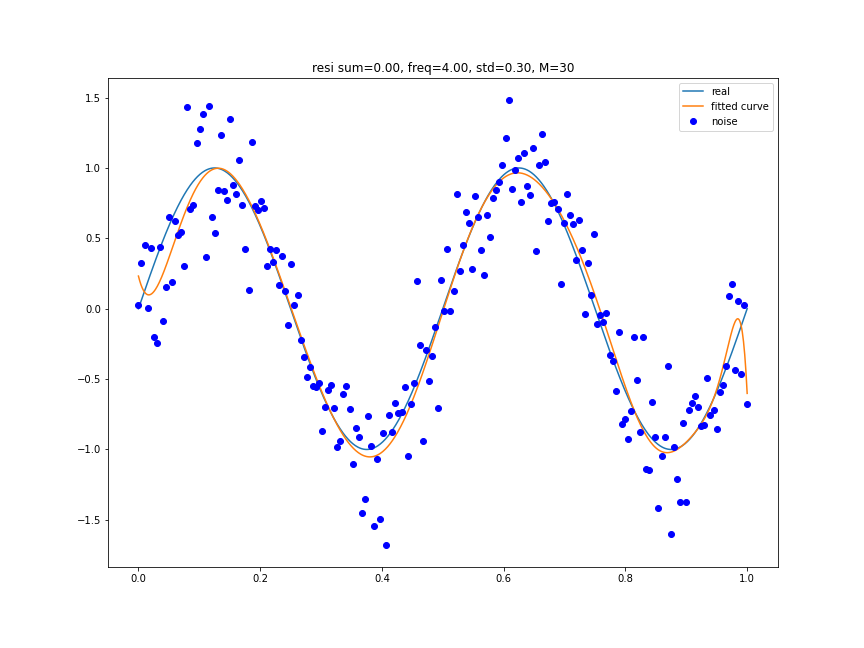 resi sum=0.00, freq=4.00, std=0.30, M=30
real
fitted curve
noise
1.5
1.0
0.5
0.0
−0.5
−1.0
−1.5
0.0 0.2 0.4 0.6 0.8 1.0